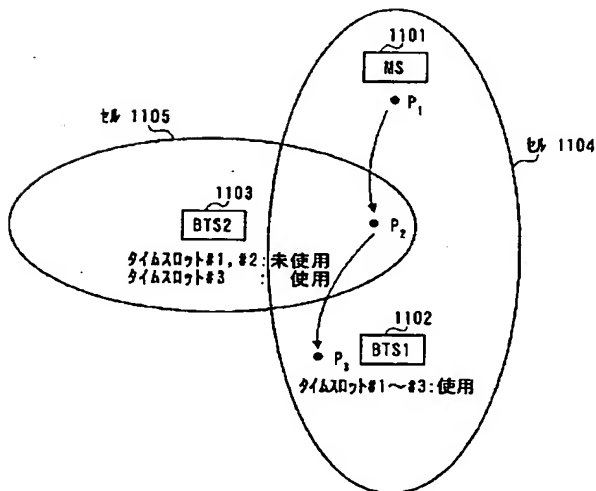 1101
MS
P1
セル 1105
セル 1104
1103
BTS2
P2
タイムスロット#1, #2:未使用
タイムスロット#3 : 使用
1102
BTS1
P3
タイムスロット#1〜#3:使用